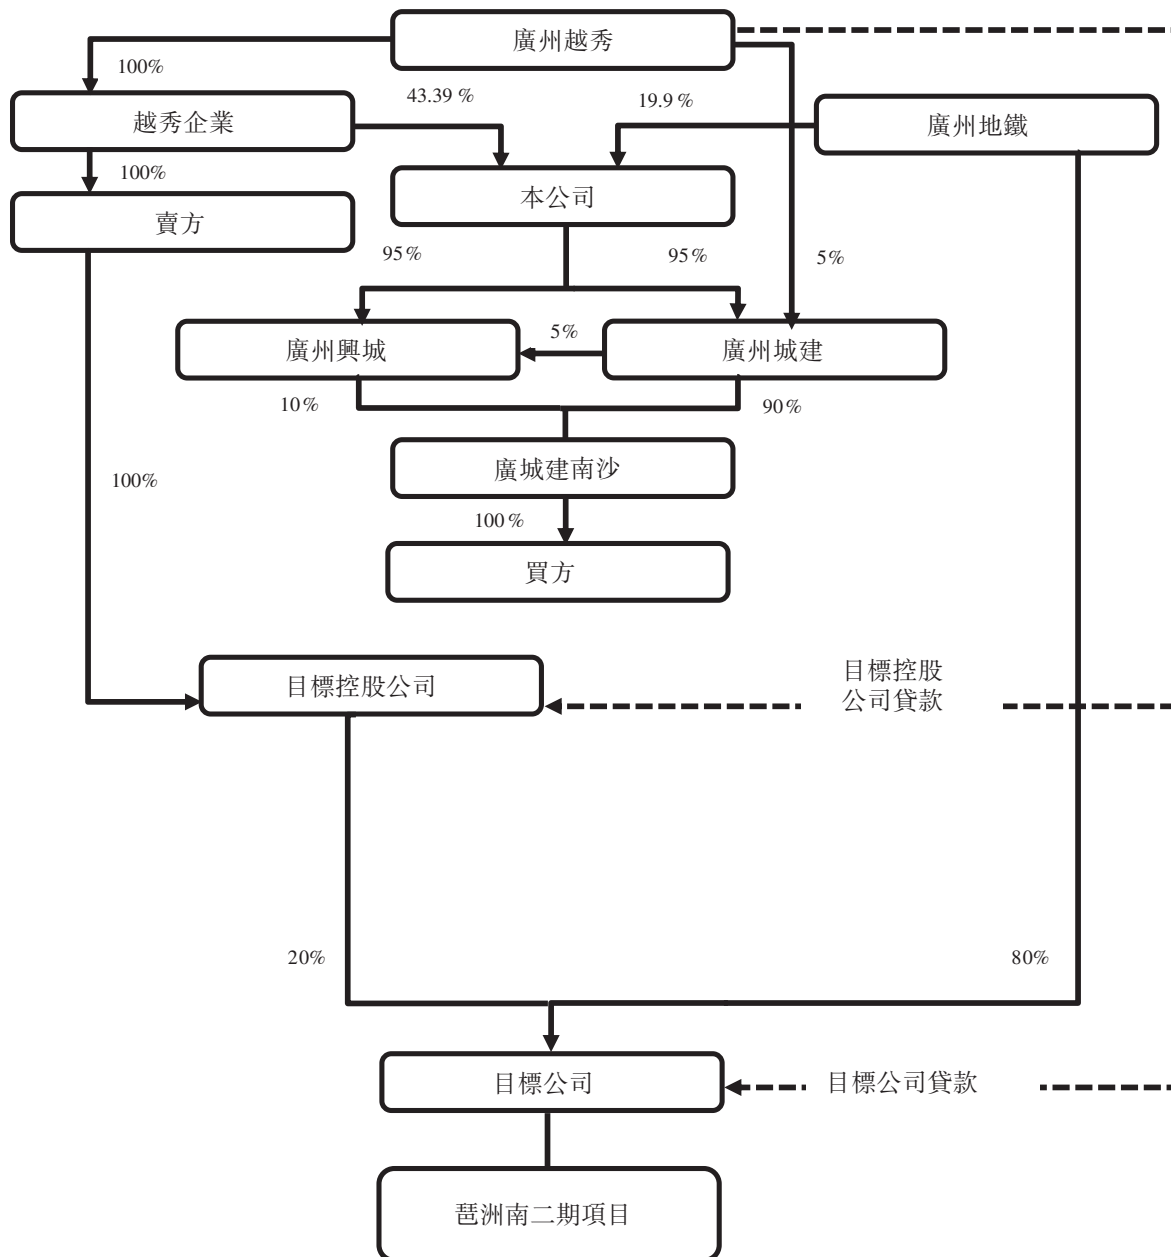 廣州越秀
100%
43.39 %
19.9 %
越秀企業
廣州地鐵
100%
本公司
賣方
95%
95%
5%
廣州興城
5%
廣州城建
10%
90%
廣城建南沙
100%
100 %
買方
目標控股公司
目標控股
公司貸款
20%
80%
目標公司
目標公司貸款
琶洲南二期項目